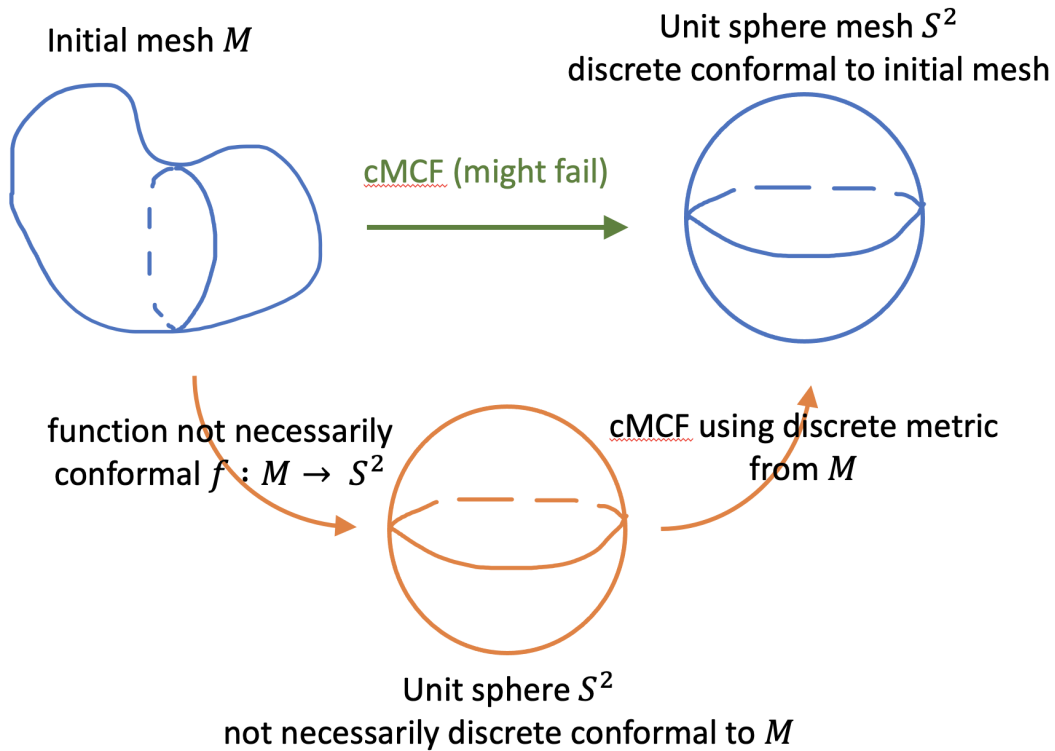 Initial mesh 𝑀
Unit sphere mesh 𝑆²
discrete conformal to initial mesh
cMCF (might fail)
function not necessarily
conformal 𝑓 : 𝑀 → 𝑆²
cMCF using discrete metric
from 𝑀
Unit sphere 𝑆²
not necessarily discrete conformal to 𝑀